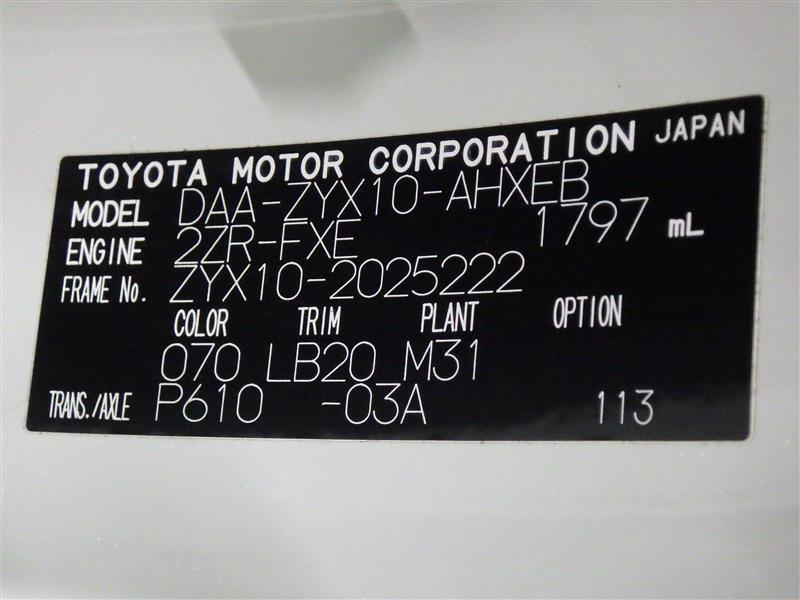 TOYOTA MOTOR CORPORATION JAPAN
MODEL DAA-ZYX10-AHXEB
ENGINE 2ZR-FXE 1797 mL
FRAME No. ZYX10-2025222
COLOR TRIM PLANT OPTION
070 LB20 M31
TRANS./AXLE P610 -03A 113